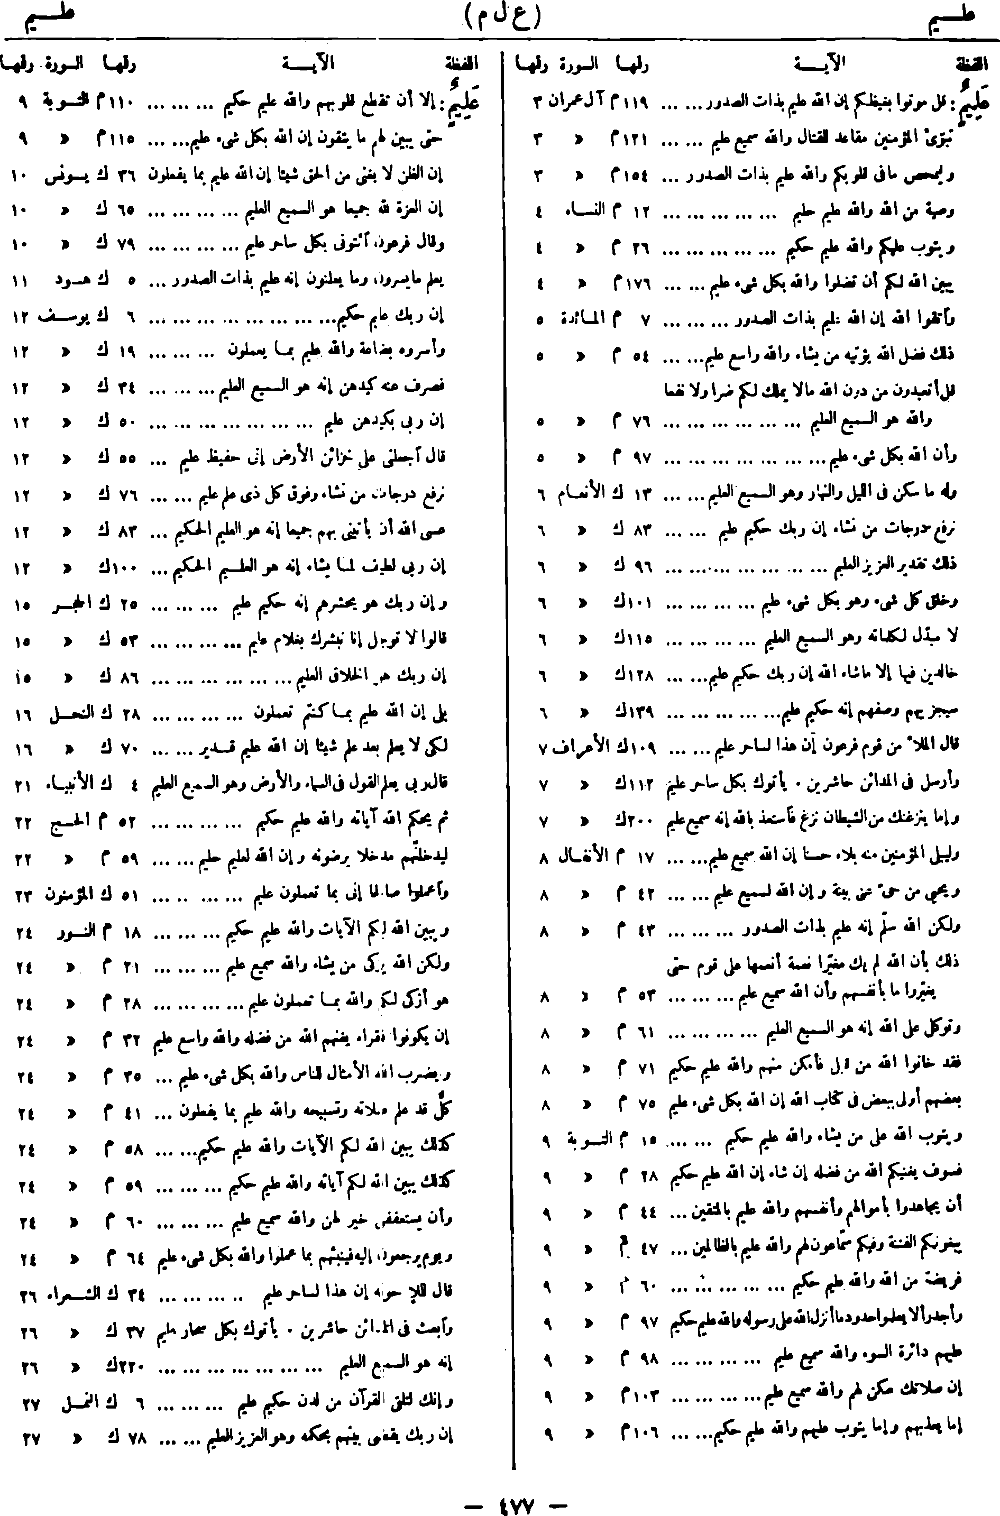 عليم (ع ل م) عليم
اللفظة الآيـــة رقمها السورة رقمها
عَلِيمٌ : قل موتوا بغيظكم إن الله عليم بذات الصدور ... ... ١١٩ م آل عمران ٣
تبوّئ المؤمنين مقاعد للقتال والله سميع عليم ... ... ١٢١ م « ٣
وليمحص ما في قلوبكم والله عليم بذات الصدور ... ١٥٤ م « ٣
وصية من الله والله عليم حليم ... ... ... ... ... ١٢ م النساء ٤
ويتوب عليكم والله عليم حكيم ... ... ... ... ... ٢٦ م « ٤
يبين الله لكم أن تضلوا والله بكل شيء عليم ... ... ١٧٦ م « ٤
واتقوا الله إن الله عليم بذات الصدور ... ... ... ٧ م المائدة ٥
ذلك فضل الله يؤتيه من يشاء والله واسع عليم ... ... ٥٤ م « ٥
قل أتعبدون من دون الله مالا يملك لكم ضرا ولا نفعا
والله هو السميع العليم ... ... ... ... ... ... ٧٦ م « ٥
وأن الله بكل شيء عليم ... ... ... ... ... ... ... ٩٧ م « ٥
وله ما سكن في الليل والنهار وهو السميع العليم ... ... ١٣ ك الأنعام ٦
نرفع درجات من نشاء إن ربك حكيم عليم ... ... ٨٣ ك « ٦
ذلك تقدير العزيز العليم ... ... ... ... ... ... ... ٩٦ ك « ٦
وخلق كل شيء وهو بكل شيء عليم ... ... ... ... ١٠١ ك « ٦
لا مبدّل لكلماته وهو السميع العليم ... ... ... ... ١١٥ ك « ٦
خالدين فيها إلا ماشاء الله إن ربك حكيم عليم ... ... ١٢٨ ك « ٦
سيجزيهم وصفهم إنه حكيم عليم ... ... ... ... ... ١٣٩ ك « ٦
قال الملأ من قوم فرعون إن هذا لساحر عليم ... ... ١٠٩ ك الأعراف ٧
وأرسل في المدائن حاشرين ٠ يأتوك بكل ساحر عليم ١١٢ ك « ٧
وإما ينزغنك من الشيطان نزغ فاستعذ بالله إنه سميع عليم ٢٠٠ ك « ٧
وليبلي المؤمنين منه بلاء حسنا إن الله سميع عليم ... ... ١٧ م الأنفال ٨
ويحيى من حيّ عن بينة وإن الله لسميع عليم ... ... ٤٢ م « ٨
ولكن الله سلّم إنه عليم بذات الصدور ... ... ... ٤٣ م « ٨
ذلك بأن الله لم يك مغيّرا نعمة أنعمها على قوم حتى
يغيّروا ما بأنفسهم وأن الله سميع عليم ... ... ... ٥٣ م « ٨
وتوكل على الله إنه هو السميع العليم ... ... ... ... ٦١ م « ٨
فقد خانوا الله من قبل فأمكن منهم والله عليم حكيم ٧١ م « ٨
بعضهم أولى ببعض في كتاب الله إن الله بكل شيء عليم ٧٥ م « ٨
ويتوب الله على من يشاء والله عليم حكيم ... ... ١٥ م التوبة ٩
فسوف يغنيكم الله من فضله إن شاء إن الله عليم حكيم ٢٨ م « ٩
أن يجاهدوا بأموالهم وأنفسهم والله عليم بالمتقين ... ٤٤ م « ٩
يبغونكم الفتنة وفيكم سمّاعون لهم والله عليم بالظالمين ... ٤٧ م « ٩
فريضة من الله والله عليم حكيم ... ... ... ... ... ٦٠ م « ٩
وأجدر ألا يعلموا حدود ما أنزل الله على رسوله والله عليم حكيم ٩٧ م « ٩
عليهم دائرة السوء والله سميع عليم ... ... ... ... ٩٨ م « ٩
إن صلاتك سكن لهم والله سميع عليم ... ... ... ... ١٠٣ م « ٩
إما يعذبهم وإما يتوب عليهم والله عليم حكيم ... ... ١٠٦ م « ٩
اللفظة الآيـــة رقمها السورة رقمها
عَلِيمٌ : إلا أن تقطع قلوبهم والله عليم حكيم ... ... ... ١١٠ م التوبة ٩
حتى يبين لهم ما يتقون إن الله بكل شيء عليم ... ... ١١٥ م « ٩
إن الظن لا يغني من الحق شيئا إن الله عليم بما يفعلون ٣٦ ك يونس ١٠
إن العزة لله جميعا هو السميع العليم ... ... ... ... ٦٥ ك « ١٠
وقال فرعون ائتوني بكل ساحر عليم ... ... ... ... ٧٩ ك « ١٠
يعلم ما يسرون وما يعلنون إنه عليم بذات الصدور ... ٥ ك هود ١١
إن ربك عليم حكيم ... ... ... ... ... ... ... ... ٦ ك يوسف ١٢
وأسروه بضاعة والله عليم بما يعملون ... ... ... ١٩ ك « ١٢
فصرف عنه كيدهن إنه هو السميع العليم ... ... ... ٣٤ ك « ١٢
إن ربى بكيدهن عليم ... ... ... ... ... ... ... ٥٠ ك « ١٢
قال اجعلني على خزائن الأرض إني حفيظ عليم ... ٥٥ ك « ١٢
نرفع درجات من نشاء وفوق كل ذى علم عليم ... ... ٧٦ ك « ١٢
عسى الله أن يأتيني بهم جميعا إنه هو العليم الحكيم ... ٨٣ ك « ١٢
إن ربى لطيف لما يشاء إنه هو العليم الحكيم ... ١٠٠ ك « ١٢
وإن ربك هو يحشرهم إنه حكيم عليم ... ... ... ٢٥ ك الحجر ١٥
قالوا لا توجل إنا نبشرك بغلام عليم ... ... ... ... ٥٣ ك « ١٥
إن ربك هو الخلاق العليم ... ... ... ... ... ... ٨٦ ك « ١٥
بلى إن الله عليم بما كنتم تعملون ... ... ... ... ٢٨ ك النحل ١٦
لكي لا يعلم بعد علم شيئا إن الله عليم قدير ... ... ٧٠ ك « ١٦
قال ربى يعلم القول في السماء والأرض وهو السميع العليم ٤ ك الأنبياء ٢١
ثم يحكم الله آياته والله عليم حكيم ... ... ... ... ٥٢ م الحج ٢٢
ليدخلنّهم مدخلا يرضونه وإن الله لعليم حليم ... ... ٥٩ م « ٢٢
واعملوا صالحا إنى بما تعملون عليم ... ... ... ... ٥١ ك المؤمنون ٢٣
ويبين الله لكم الآيات والله عليم حكيم ... ... ... ١٨ م النور ٢٤
ولكن الله يزكى من يشاء والله سميع عليم ... ... ... ٢١ م « ٢٤
هو أزكى لكم والله بما تعملون عليم ... ... ... ... ٢٨ م « ٢٤
إن يكونوا فقراء يغنهم الله من فضله والله واسع عليم ٣٢ م « ٢٤
ويضرب الله الأمثال للناس والله بكل شيء عليم ... ٣٥ م « ٢٤
كلٌّ قد علم صلاته وتسبيحه والله عليم بما يفعلون ... ٤١ م « ٢٤
كذلك يبين الله لكم الآيات والله عليم حكيم ... ... ٥٨ م « ٢٤
كذلك يبين الله لكم آياته والله عليم حكيم ... ... ... ٥٩ م « ٢٤
وأن يستعففن خير لهن والله سميع عليم ... ... ... ٦٠ م « ٢٤
ويوم يرجعون إليه فينبئهم بما عملوا والله بكل شيء عليم ٦٤ م « ٢٤
قال للملإ حوله إن هذا لساحر عليم ... ... ... ... ٣٤ ك الشعراء ٢٦
وابعث في المدائن حاشرين ٠ يأتوك بكل سحار عليم ٣٧ ك « ٢٦
إنه هو السميع العليم ... ... ... ... ... ... ... ٢٢٠ ك « ٢٦
وإنك لتلقى القرآن من لدن حكيم عليم ... ... ... ٦ ك النمل ٢٧
إن ربك يقضى بينهم بحكمه وهو العزيز العليم ... ... ٧٨ ك « ٢٧
— ٤٧٧ —